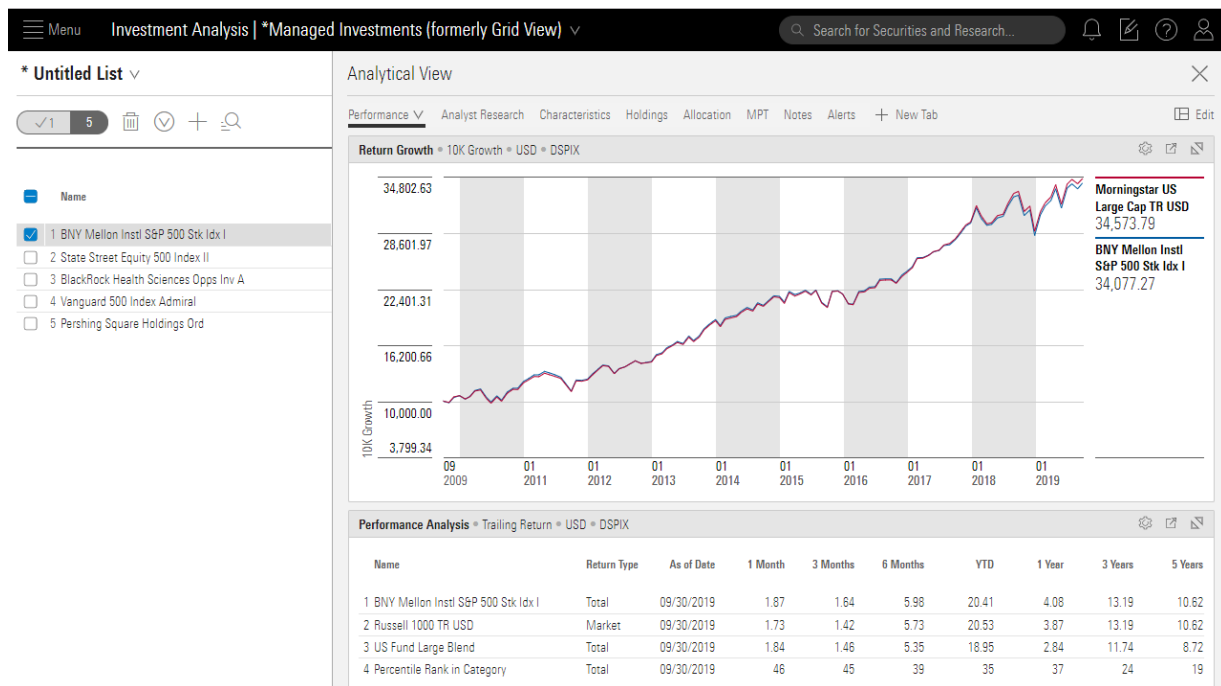 Menu Investment Analysis | *Managed Investments (formerly Grid View) Search for Securities and Research...
* Untitled List
1 5
Name
1 BNY Mellon Instl S&P 500 Stk Idx I
2 State Street Equity 500 Index II
3 BlackRock Health Sciences Opps Inv A
4 Vanguard 500 Index Admiral
5 Pershing Square Holdings Ord
Analytical View
Performance Analyst Research Characteristics Holdings Allocation MPT Notes Alerts New Tab Edit
Return Growth • 10K Growth • USD • DSPIX
34,802.63
28,601.97
22,401.31
16,200.66
10,000.00
3,799.34
10K Growth
09 01 01 01 01 01 01 01 01 01
2009 2011 2012 2013 2014 2015 2016 2017 2018 2019
Morningstar US
Large Cap TR USD
34,573.79
BNY Mellon Instl
S&P 500 Stk Idx I
34,077.27
Performance Analysis • Trailing Return • USD • DSPIX
Name Return Type As of Date 1 Month 3 Months 6 Months YTD 1 Year 3 Years 5 Years
1 BNY Mellon Instl S&P 500 Stk Idx I Total 09/30/2019 1.87 1.64 5.98 20.41 4.08 13.19 10.62
2 Russell 1000 TR USD Market 09/30/2019 1.73 1.42 5.73 20.53 3.87 13.19 10.62
3 US Fund Large Blend Total 09/30/2019 1.84 1.46 5.35 18.95 2.84 11.74 8.72
4 Percentile Rank in Category Total 09/30/2019 46 45 39 35 37 24 19